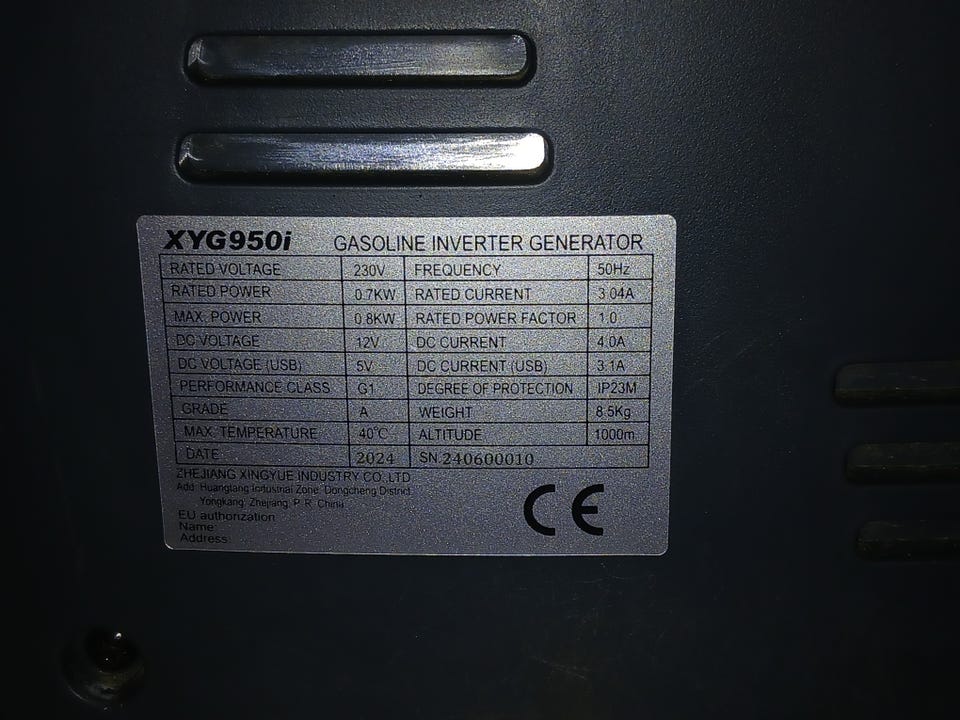 XYG950i GASOLINE INVERTER GENERATOR
RATED VOLTAGE 230V FREQUENCY 50Hz
RATED POWER 0.7KW RATED CURRENT 3.04A
MAX. POWER 0.8KW RATED POWER FACTOR 1.0
DC VOLTAGE 12V DC CURRENT 4.0A
DC VOLTAGE (USB) 5V DC CURRENT (USB) 3.1A
PERFORMANCE CLASS G1 DEGREE OF PROTECTION IP23M
GRADE A WEIGHT 8.5Kg
MAX. TEMPERATURE 40°C ALTITUDE 1000m
DATE 2024 SN 240600010
ZHEJIANG XINGYUE INDUSTRY CO.,LTD
Add: Huangtang Industrial Zone, Dongcheng District,
Yongkang, Zhejiang, P. R. China
EU authorization
Name:
Address:
CE